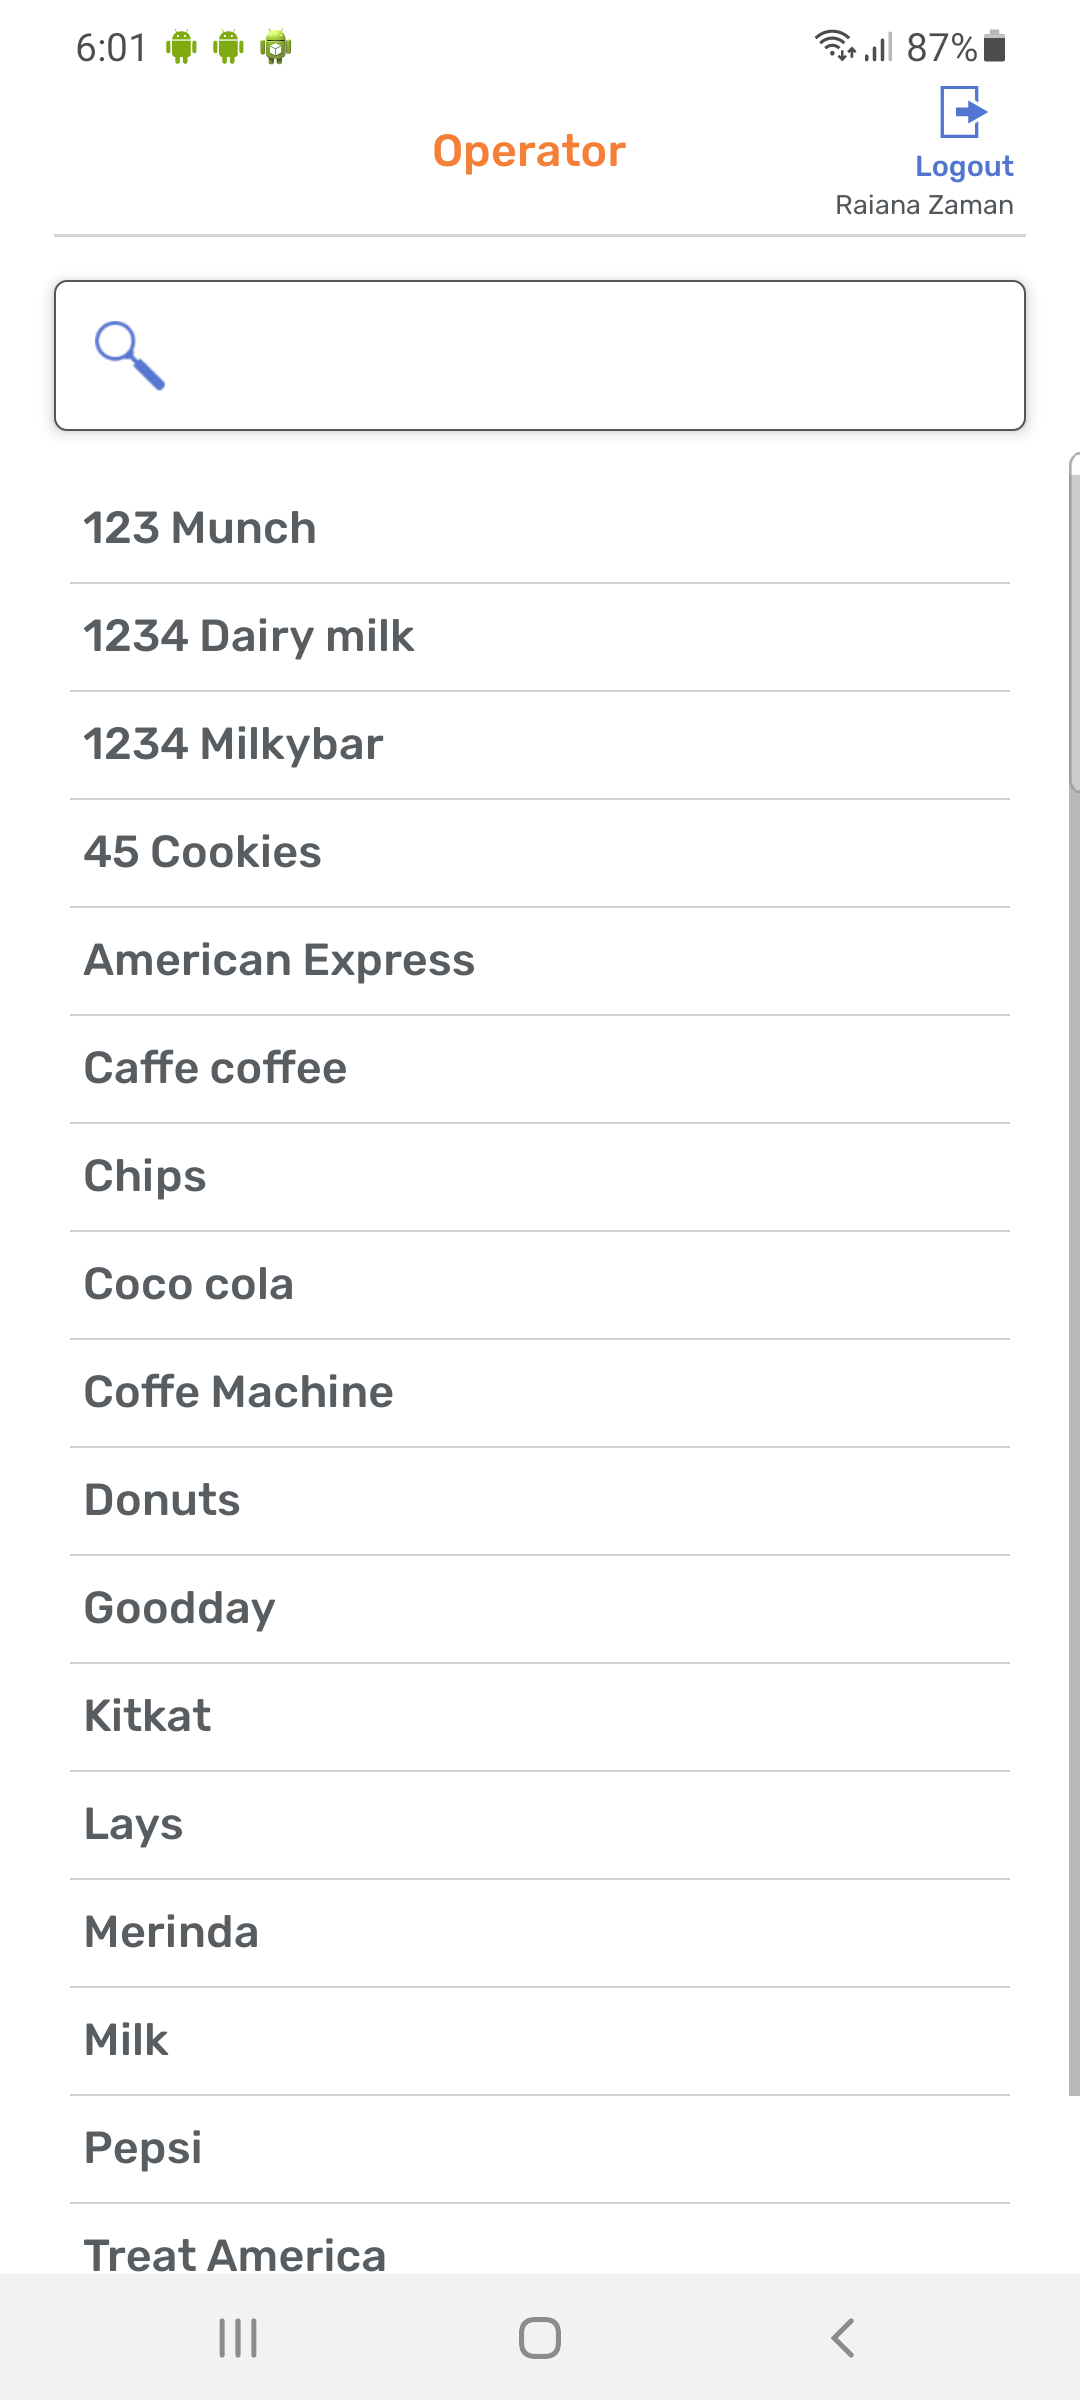 6:01
87%
Operator
Logout
Raiana Zaman
123 Munch
1234 Dairy milk
1234 Milkybar
45 Cookies
American Express
Caffe coffee
Chips
Coco cola
Coffe Machine
Donuts
Goodday
Kitkat
Lays
Merinda
Milk
Pepsi
Treat America